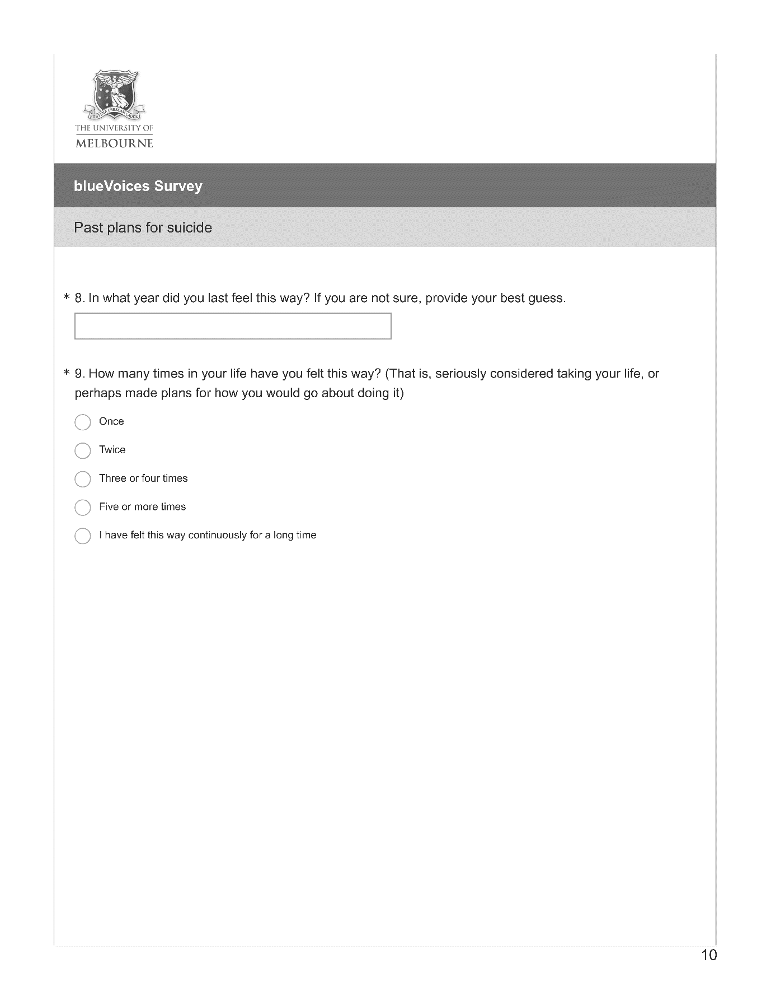 POSTERA CRESCAM LAUDE
THE UNIVERSITY OF
MELBOURNE
blueVoices Survey
Past plans for suicide
* 8. In what year did you last feel this way? If you are not sure, provide your best guess.
* 9. How many times in your life have you felt this way? (That is, seriously considered taking your life, or
perhaps made plans for how you would go about doing it)
Once
Twice
Three or four times
Five or more times
I have felt this way continuously for a long time
10